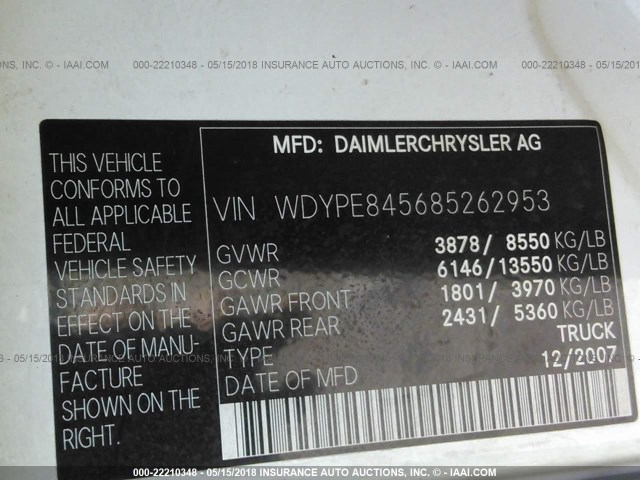 AUCTIONS, INC. © - IAAI.COM 000-22210348 - 05/15/2018 INSURANCE AUTO AUCTIONS, INC. © - IAAI.COM 000-22210348 - 05/15/2018
THIS VEHICLE
CONFORMS TO
ALL APPLICABLE
FEDERAL
VEHICLE SAFETY
STANDARDS IN
EFFECT ON THE
DATE OF MANU-
FACTURE
SHOWN ON THE
RIGHT.
MFD: DAIMLERCHRYSLER AG
VIN WDYPE845685262953
GVWR 3878/ 8550 KG/LB
GCWR 6146/13550 KG/LB
GAWR FRONT 1801/ 3970 KG/LB
GAWR REAR 2431/ 5360 KG/LB
TYPE TRUCK
DATE OF MFD 12/2007
000-22210348 - 05/15/2018 INSURANCE AUTO AUCTIONS, INC. © - IAAI.COM